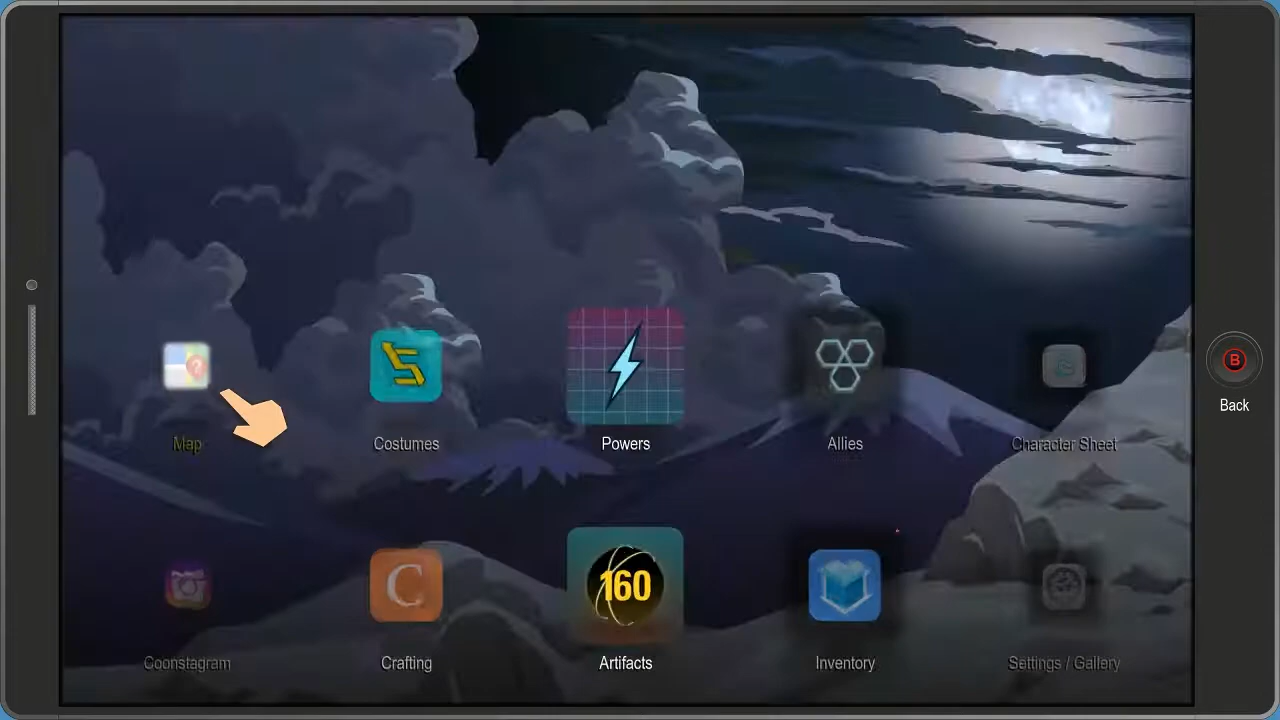 B
Back
Map
Costumes
Powers
Allies
Character Sheet
C
160
Coonstagram
Crafting
Artifacts
Inventory
Settings / Gallery